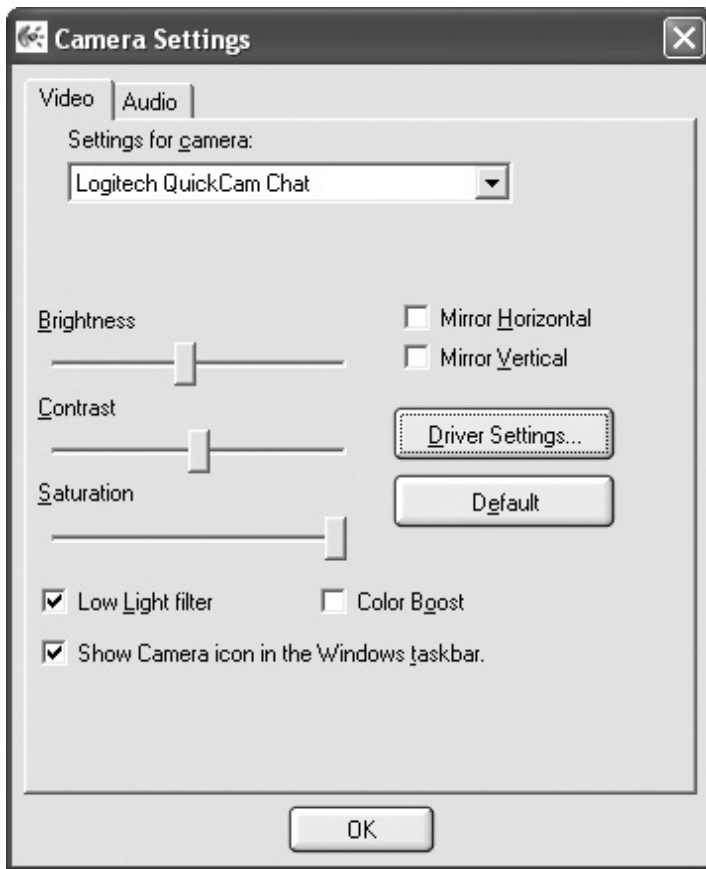 Camera Settings
Video Audio
Settings for camera:
Logitech QuickCam Chat
Brightness
Mirror Horizontal
Mirror Vertical
Contrast
Driver Settings...
Saturation
Default
Low Light filter
Color Boost
Show Camera icon in the Windows taskbar.
OK